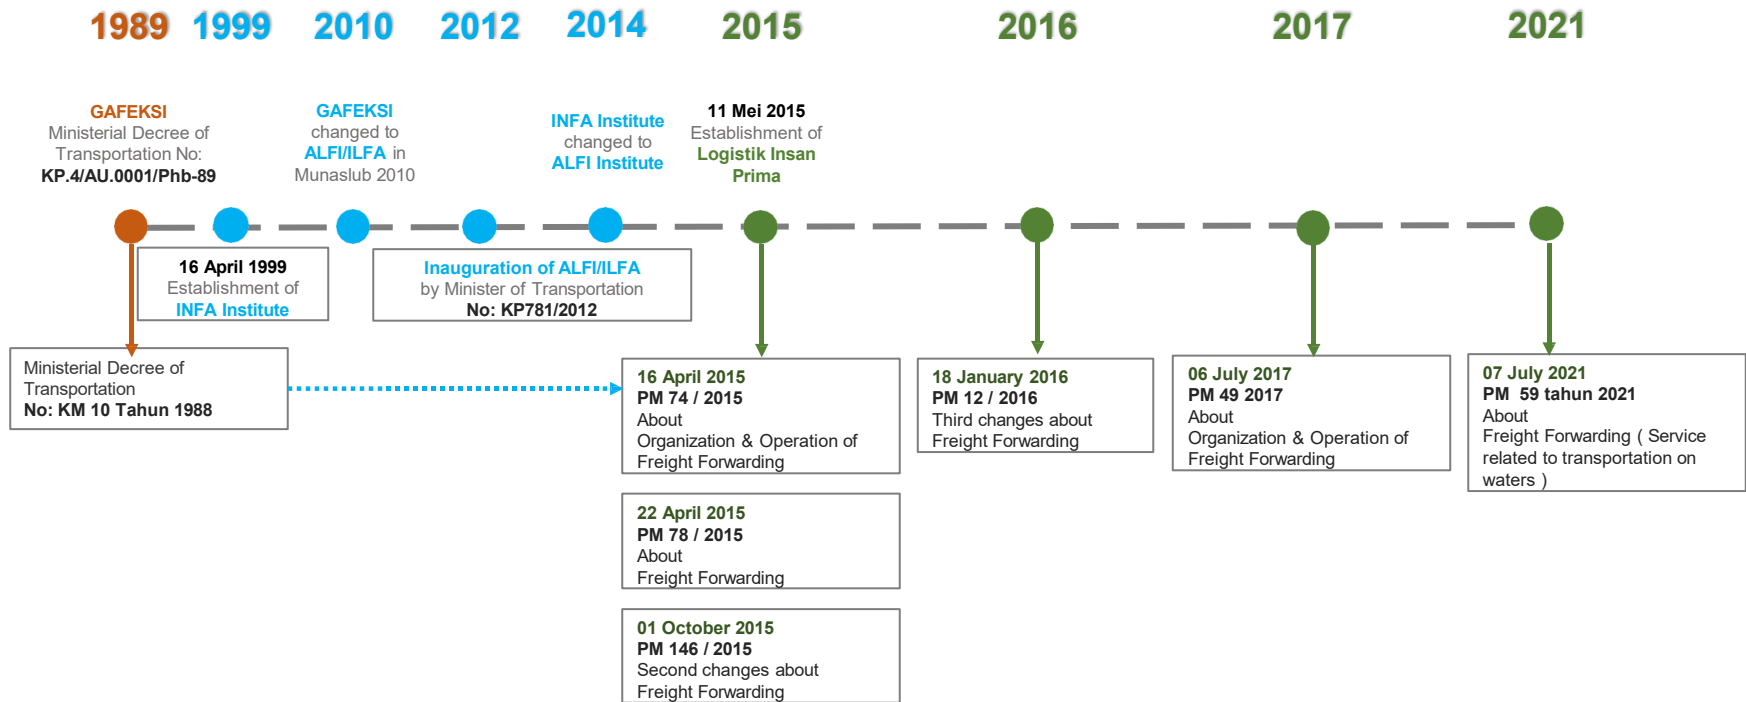 1989
1999
2010
2012
2014
2015
2016
2017
2021
GAFEKSI
Ministerial Decree of
Transportation No:
KP.4/AU.0001/Phb-89
GAFEKSI
changed to
ALFI/ILFA in
Munaslub 2010
INFA Institute
changed to
ALFI Institute
11 Mei 2015
Establishment of
Logistik Insan
Prima
16 April 1999
Establishment of
INFA Institute
Inauguration of ALFI/ILFA
by Minister of Transportation
No: KP781/2012
Ministerial Decree of
Transportation
No: KM 10 Tahun 1988
16 April 2015
PM 74 / 2015
About
Organization & Operation of
Freight Forwarding
22 April 2015
PM 78 / 2015
About
Freight Forwarding
01 October 2015
PM 146 / 2015
Second changes about
Freight Forwarding
18 January 2016
PM 12 / 2016
Third changes about
Freight Forwarding
06 July 2017
PM 49 2017
About
Organization & Operation of
Freight Forwarding
07 July 2021
PM  59 tahun 2021
About
Freight Forwarding ( Service
related to transportation on
waters )